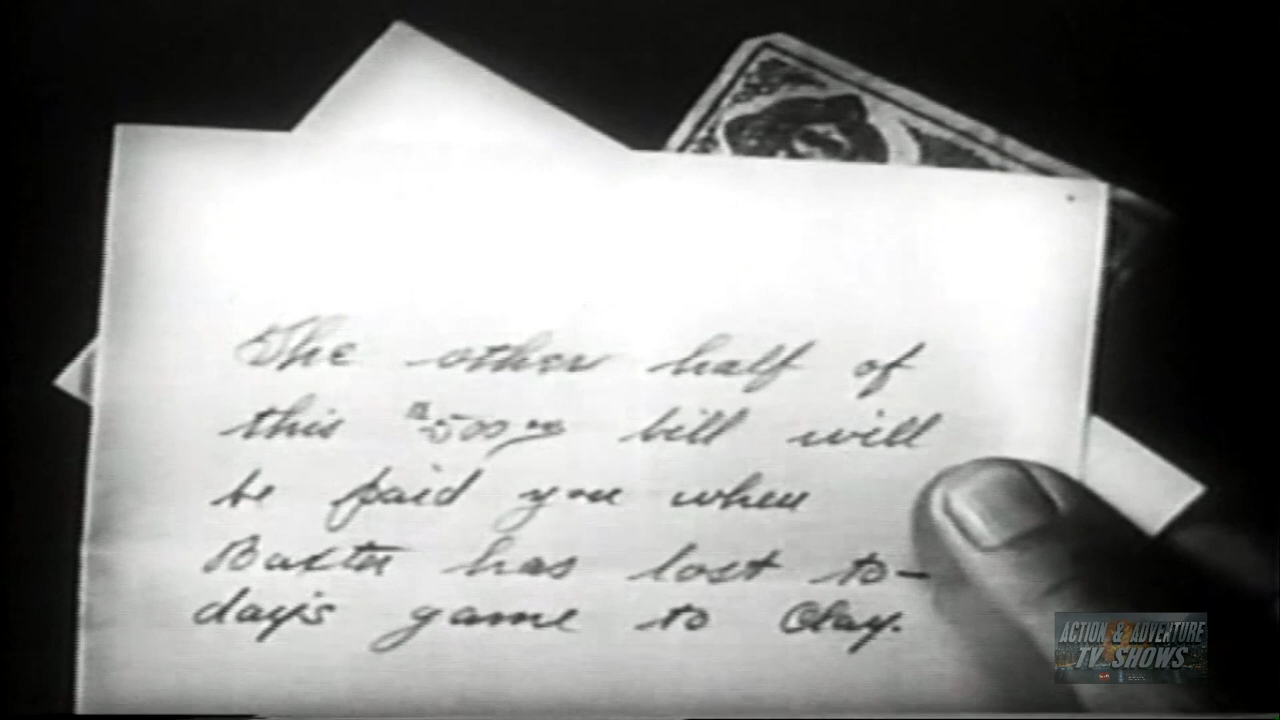 The other half of
this $500 00 bill will
be paid you when
Baxter has lost to-
day's game to Clay.
ACTION & ADVENTURE
TV SHOWS